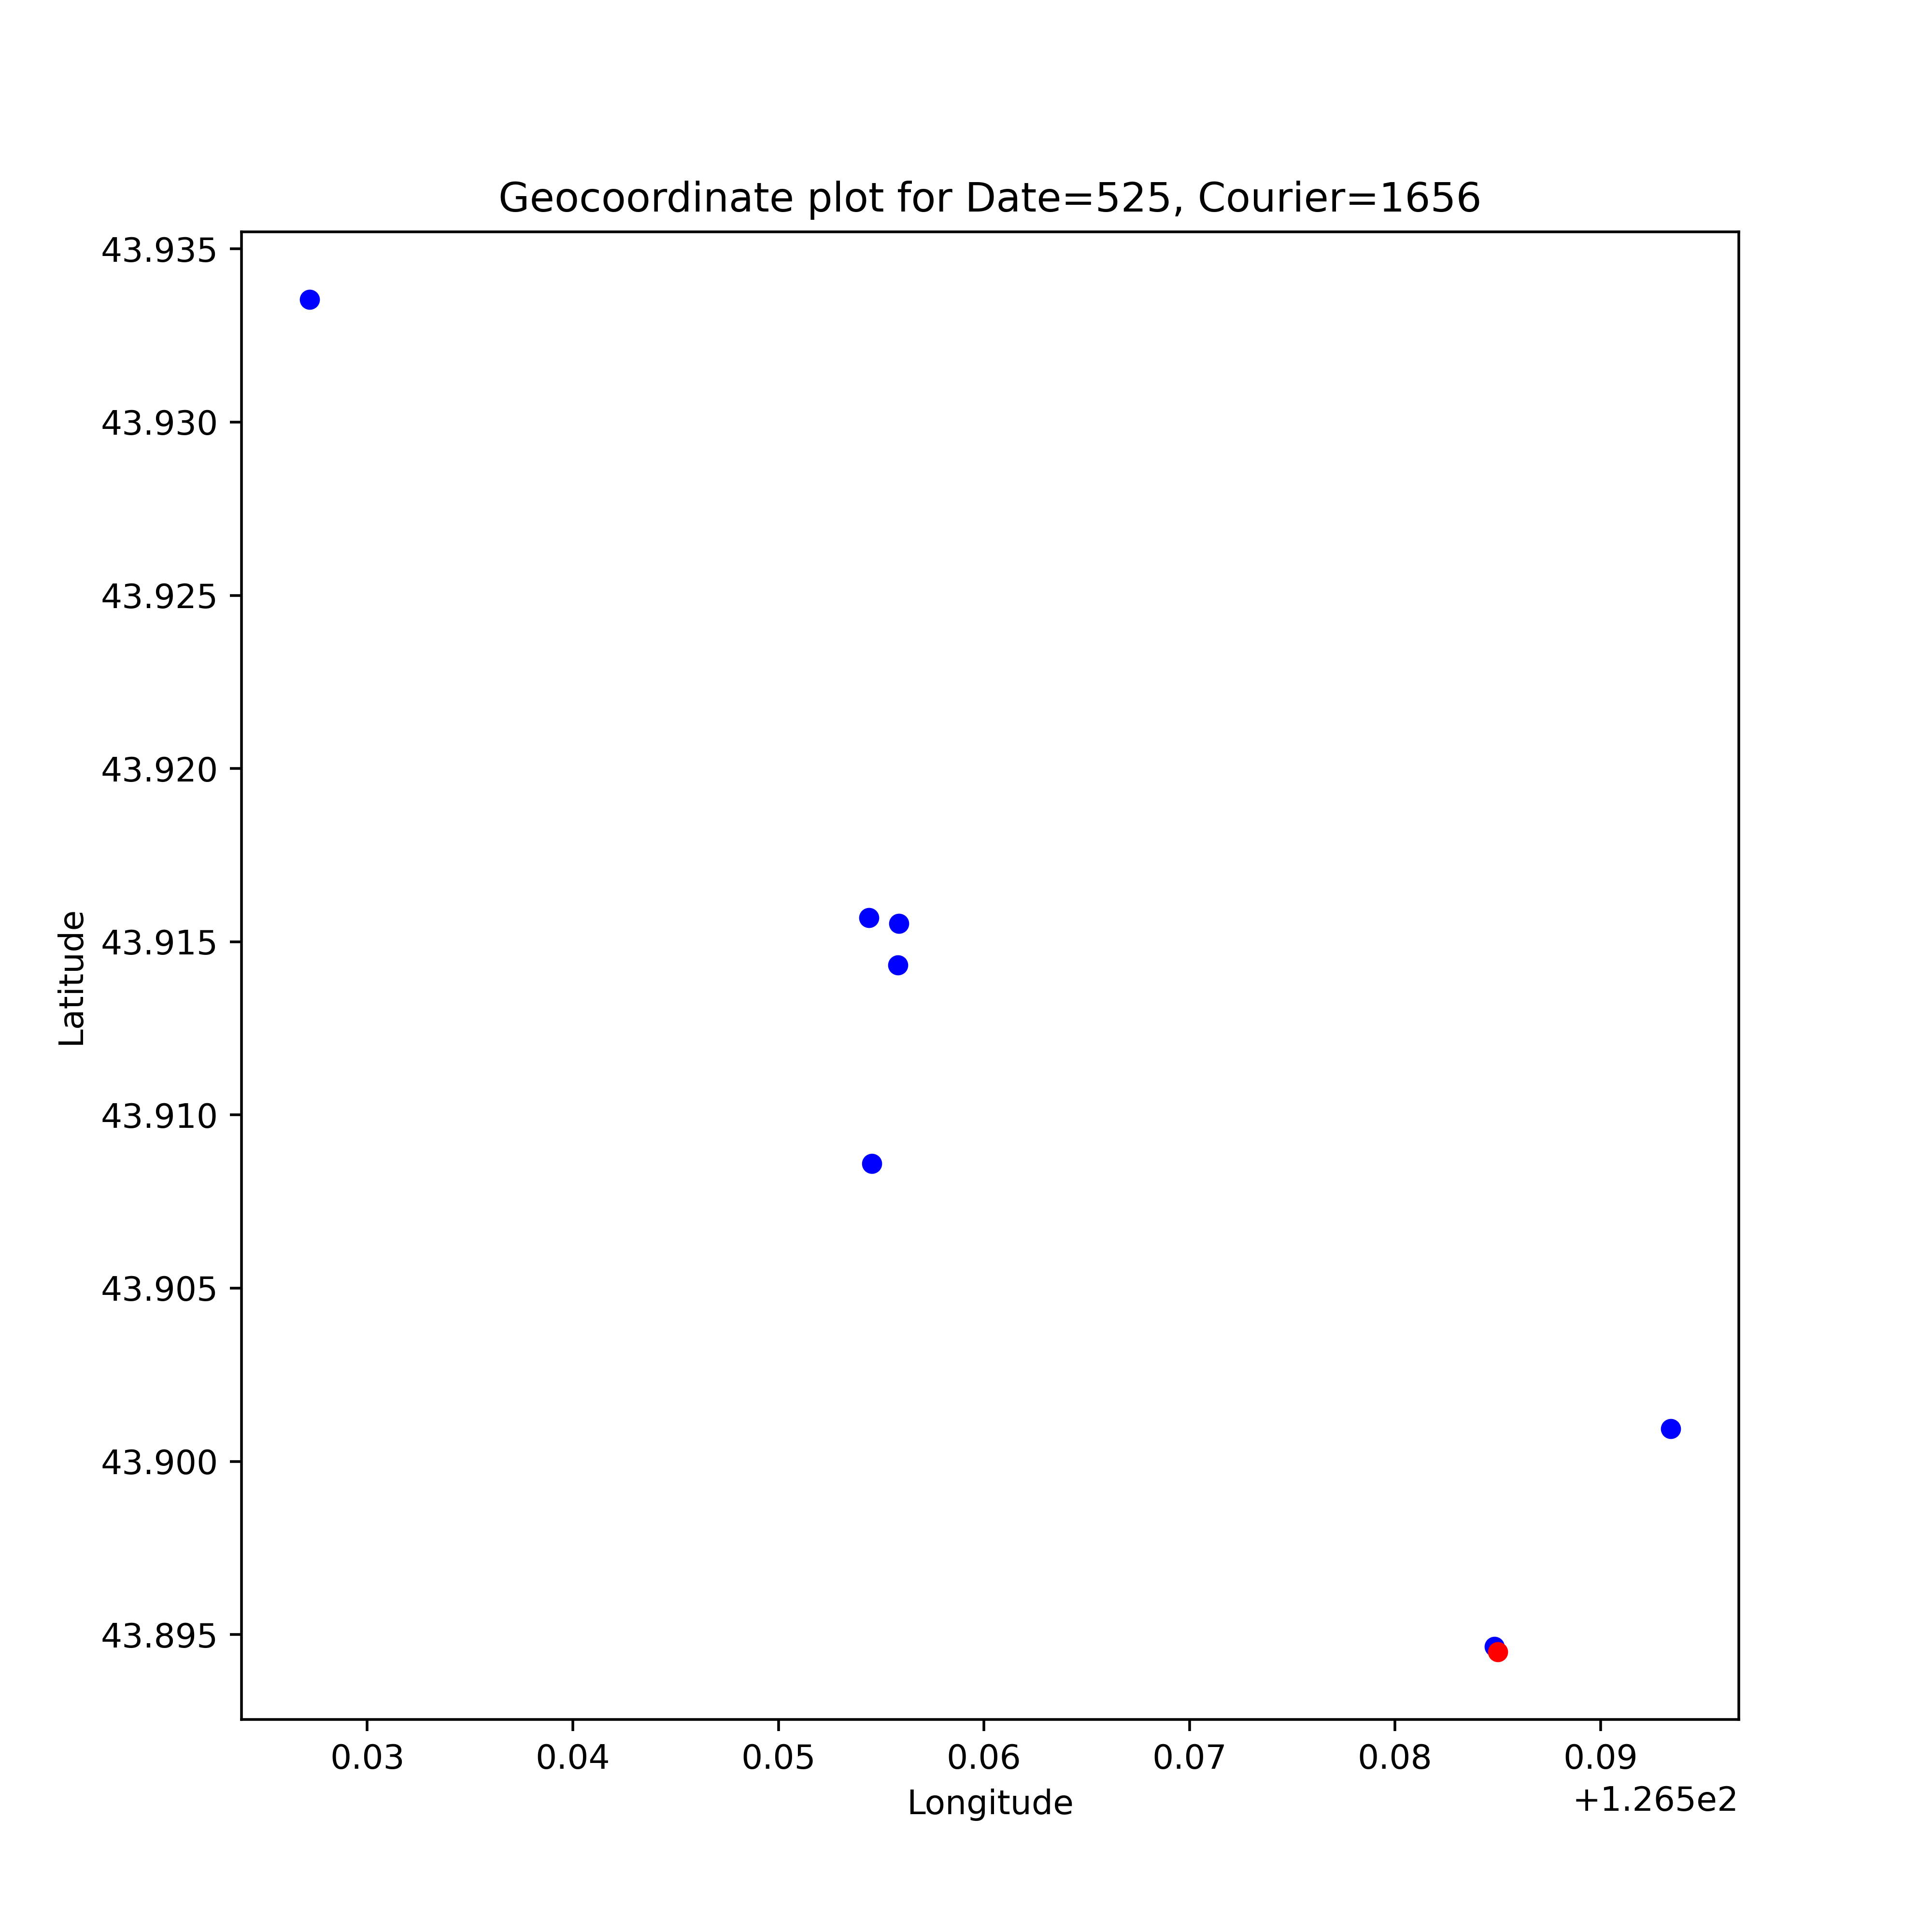 Geocoordinate plot for Date=525, Courier=1656
43.935
43.930
43.925
43.920
43.915
43.910
43.905
43.900
43.895
Latitude
0.03 0.04 0.05 0.06 0.07 0.08 0.09
+1.265e2
Longitude